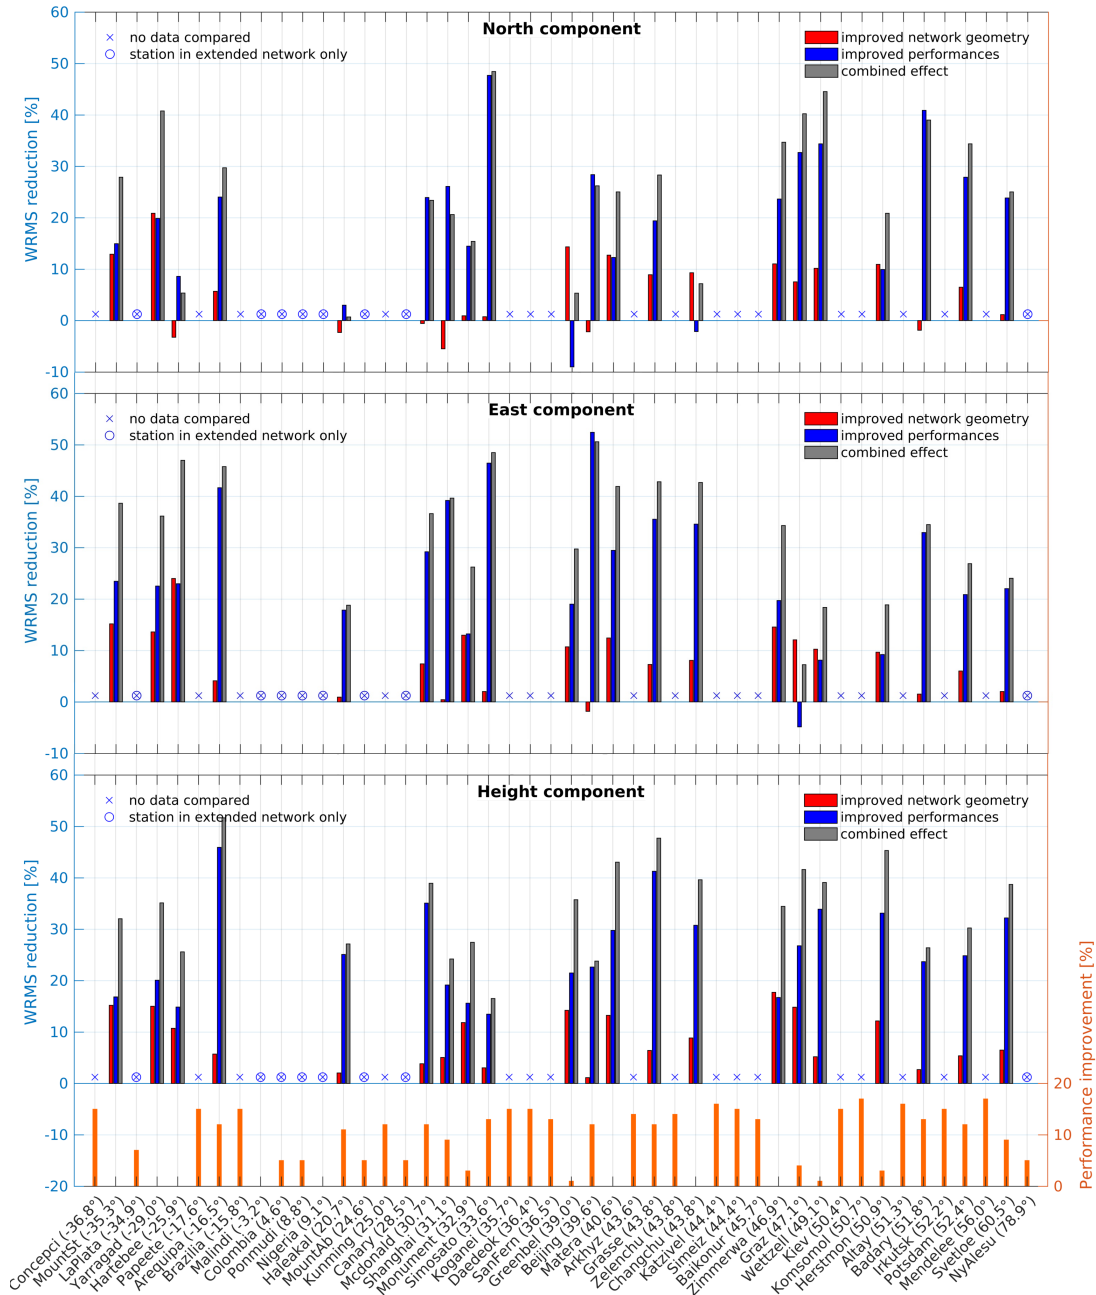 North component
× no data compared
station in extended network only
improved network geometry
improved performances
combined effect
WRMS reduction [%]
60
50
40
30
20
10
0
-10
East component
× no data compared
station in extended network only
improved network geometry
improved performances
combined effect
WRMS reduction [%]
60
50
40
30
20
10
0
-10
Height component
× no data compared
station in extended network only
improved network geometry
improved performances
combined effect
WRMS reduction [%]
60
50
40
30
20
10
0
-10
-20
Performance improvement [%]
20
10
0
Concepci (-36.8°)
MountSt (-35.3°)
LaPlata (-34.9°)
Yarragad (-29.0°)
Hartebee (-25.9°)
Papeete (-17.6°)
Arequipa (-16.5°)
Brazilia (-15.8°)
Malindi (-3.2°)
Colombia (4.6°)
Ponmudi (8.8°)
Nigeria (9.1°)
Haleakal (20.7°)
MountAb (24.6°)
Kunming (25.0°)
Canary (28.5°)
Mcdonald (30.7°)
Shanghai (31.1°)
Monument (32.9°)
Simosato (33.6°)
Koganei (35.7°)
Daedeok (36.4°)
SanFern (36.5°)
Greenbel (39.0°)
Beijing (39.6°)
Matera (40.6°)
Arkhyz (43.6°)
Grasse (43.8°)
Zelenchu (43.8°)
Changchu (43.8°)
Katzivel (44.4°)
Simeiz (44.4°)
Baikonur (45.7°)
Zimmerwa (46.9°)
Graz (47.1°)
Wettzell (49.1°)
Kiev (50.4°)
Komsomol (50.7°)
Herstmon (50.9°)
Altay (51.3°)
Badary (51.8°)
Irkutsk (52.2°)
Potsdam (52.4°)
Mendelee (56.0°)
Svetloe (60.5°)
NyAlesu (78.9°)